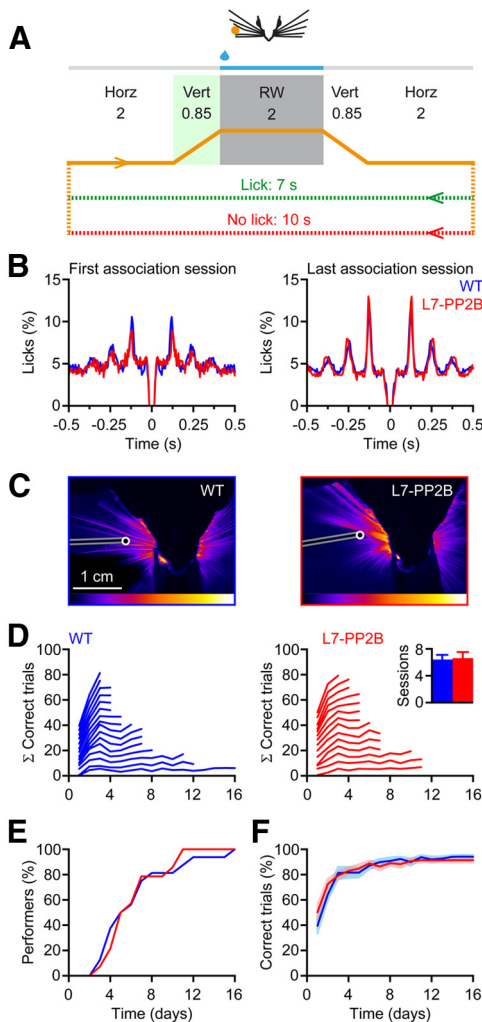 A
Horz Vert RW Vert Horz
2 0.85 2 0.85 2
Lick: 7 s
No lick: 10 s
B
First association session Last association session
WT
L7-PP2B
15 15
10 10
5 5
0 0
Licks (%) Licks (%)
-0.5 -0.25 0 0.25 0.5 -0.5 -0.25 0 0.25 0.5
Time (s) Time (s)
C
WT L7-PP2B
1 cm
D
WT L7-PP2B
8
4
0
Sessions
100 100
80 80
60 60
40 40
20 20
0 0
Σ Correct trials Σ Correct trials
0 4 8 12 16 0 4 8 12 16
E F
100 100
80 80
60 60
40 40
20 20
0 0
Performers (%) Correct trials (%)
0 4 8 12 16 0 4 8 12 16
Time (days) Time (days)